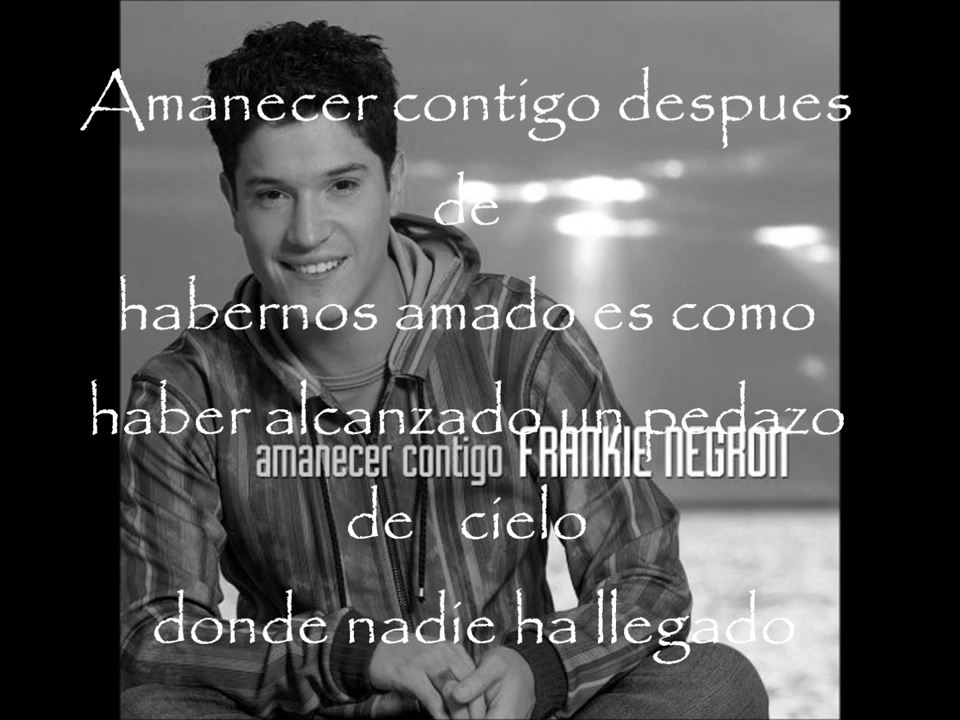 Amanecer contigo despues
de
habernos amado es como
haber alcanzado un pedazo
amanecer contigo FRANKIE NEGRON
de cielo
donde nadie ha llegado